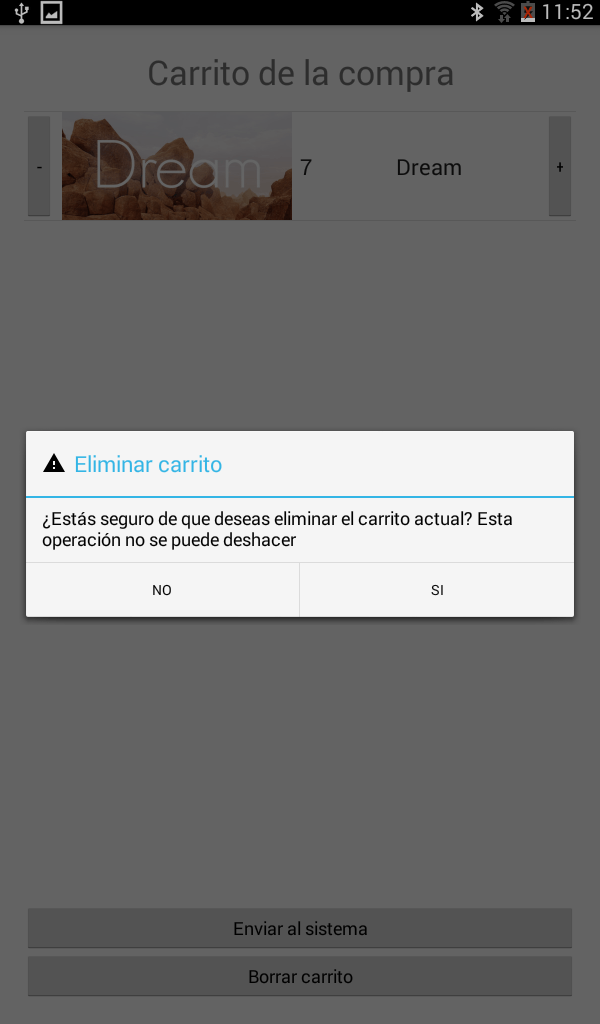 11:52
Carrito de la compra
-
Dream
7
Dream
+
Eliminar carrito
¿Estás seguro de que deseas eliminar el carrito actual? Esta
operación no se puede deshacer
NO
SI
Enviar al sistema
Borrar carrito